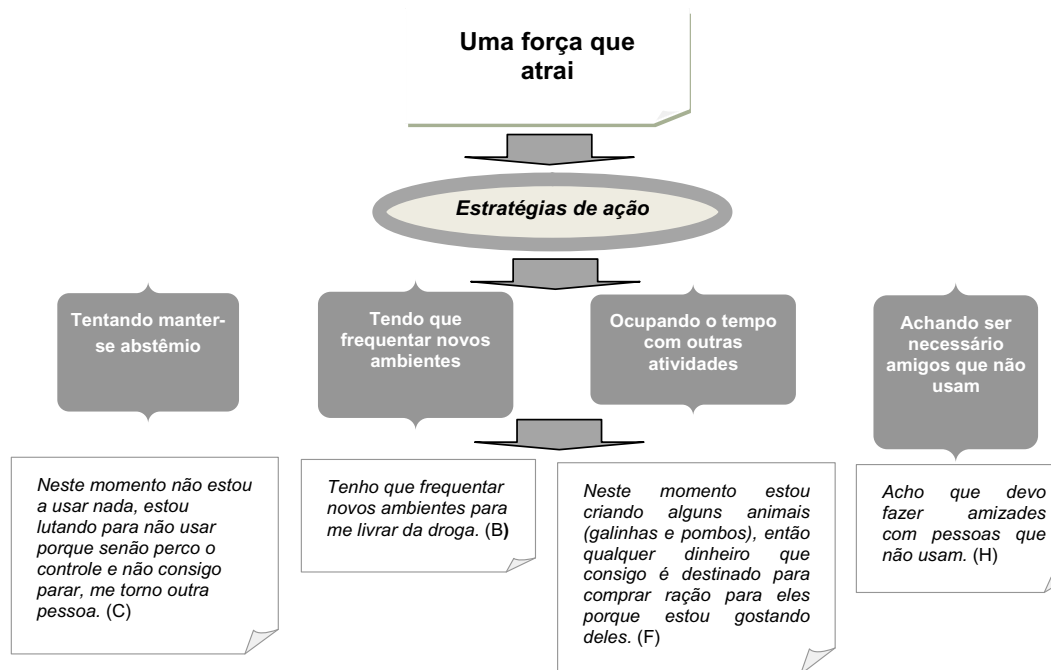 Uma força que
atrai
Estratégias de ação
Tentando manter-
se abstêmio
Tendo que
frequentar novos
ambientes
Ocupando o tempo
com outras
atividades
Achando ser
necessário
amigos que não
usam
Neste momento não estou
a usar nada, estou
lutando para não usar
porque senão perco o
controle e não consigo
parar, me torno outra
pessoa. (C)
Tenho que frequentar
novos ambientes para
me livrar da droga. (B)
Neste momento estou
criando alguns animais
(galinhas e pombos), então
qualquer dinheiro que
consigo é destinado para
comprar ração para eles
porque estou gostando
deles. (F)
Acho que devo
fazer amizades
com pessoas que
não usam. (H)